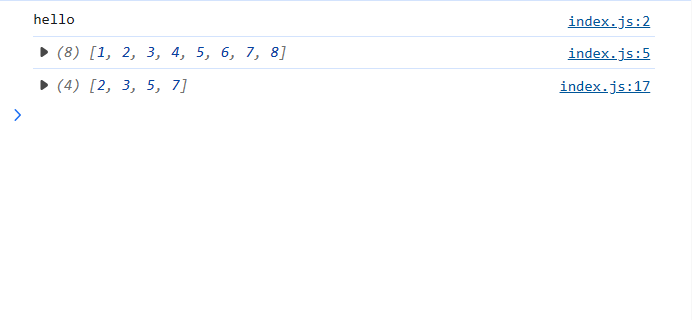 hello index.js:2
(8) [1, 2, 3, 4, 5, 6, 7, 8] index.js:5
(4) [2, 3, 5, 7] index.js:17